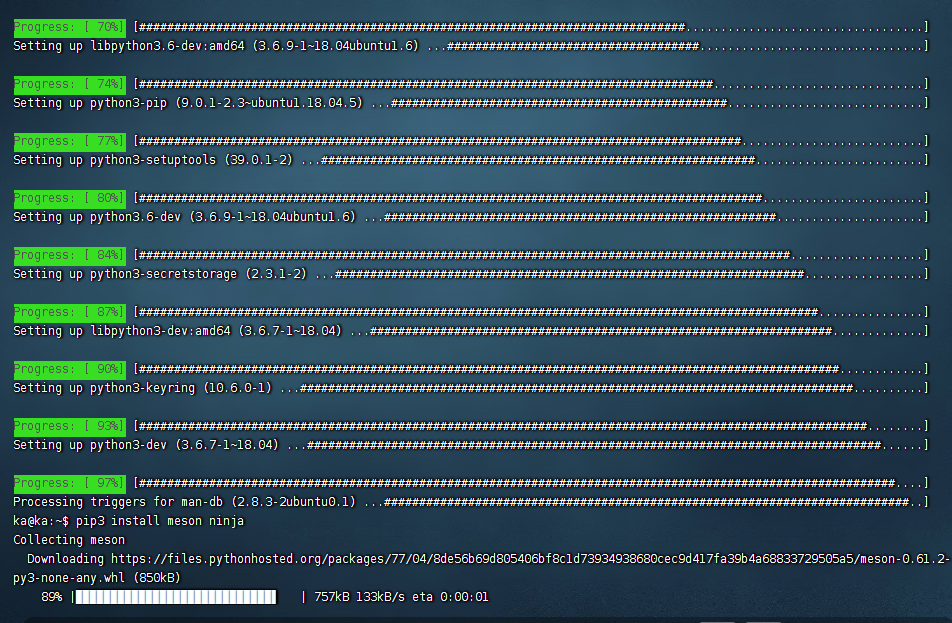 Progress: [ 70%] [##############################################################################..................................]
Setting up libpython3.6-dev:amd64 (3.6.9-1~18.04ubuntu1.6) ...####################################................................]
Progress: [ 74%] [##################################################################################..............................]
Setting up python3-pip (9.0.1-2.3~ubuntu1.18.04.5) ...################################################............................]
Progress: [ 77%] [######################################################################################..........................]
Setting up python3-setuptools (39.0.1-2) ...##############################################################........................]
Progress: [ 80%] [#########################################################################################.......................]
Setting up python3.6-dev (3.6.9-1~18.04ubuntu1.6) ...########################################################.....................]
Progress: [ 84%] [#############################################################################################...................]
Setting up python3-secretstorage (2.3.1-2) ...###################################################################.................]
Progress: [ 87%] [#################################################################################################...............]
Setting up libpython3-dev:amd64 (3.6.7-1~18.04) ...##################################################################.............]
Progress: [ 90%] [####################################################################################################............]
Setting up python3-keyring (10.6.0-1) ...###############################################################################..........]
Progress: [ 93%] [########################################################################################################........]
Setting up python3-dev (3.6.7-1~18.04) ...##################################################################################......]
Progress: [ 97%] [############################################################################################################....]
Processing triggers for man-db (2.8.3-2ubuntu0.1) ...###########################################################################..]
ka@ka:~$ pip3 install meson ninja
Collecting meson
  Downloading https://files.pythonhosted.org/packages/77/04/8de56b69d805406bf8c1d73934938680cec9d417fa39b4a68833729505a5/meson-0.61.2-
py3-none-any.whl (850kB)
    89% |████████████████████████████▋   | 757kB 133kB/s eta 0:00:01